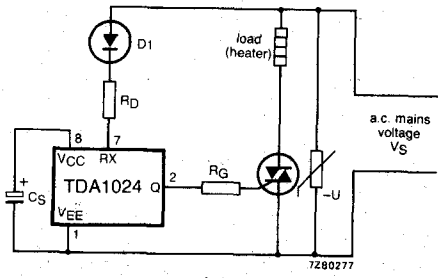 D1
load
(heater)
RD
a.c. mains
voltage
VS
8
7
VCC
RX
RG
2
+
CS
TDA1024
Q
-U
VEE
1
7Z80277